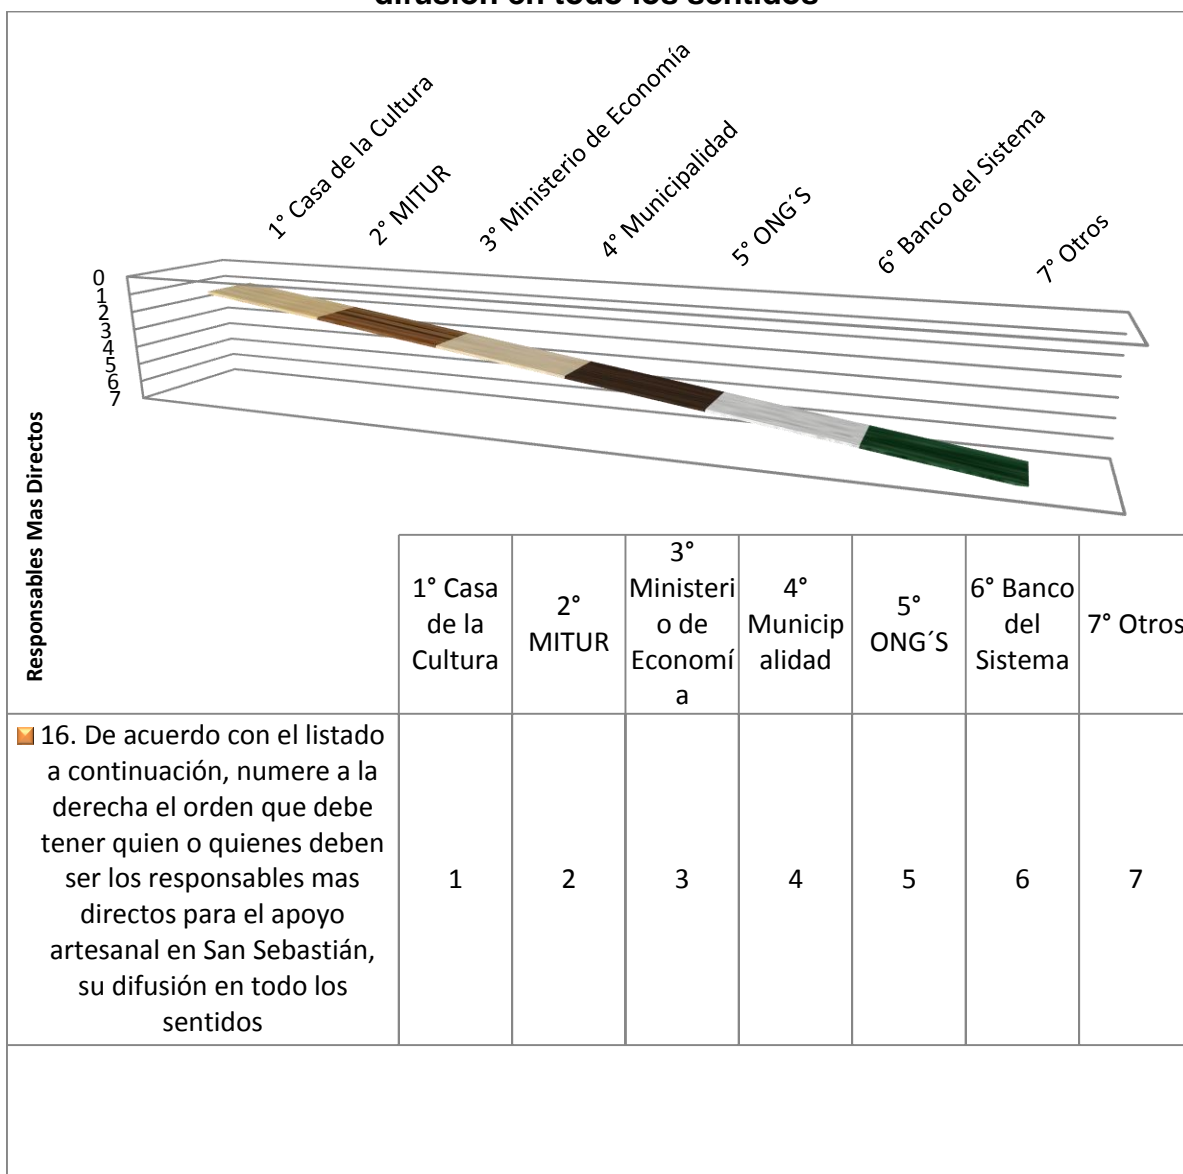 difusión en todo los sentidos
1° Casa de la Cultura
2° MITUR
3° Ministerio de Economía
4° Municipalidad
5° ONG´S
6° Banco del Sistema
7° Otros
0
1
2
3
4
5
6
7
Responsables Mas Directos
1° Casa
de la
Cultura
2°
MITUR
3°
Ministeri
o de
Economí
a
4°
Municip
alidad
5°
ONG´S
6° Banco
del
Sistema
7° Otros
16. De acuerdo con el listado
a continuación, numere a la
derecha el orden que debe
tener quien o quienes deben
ser los responsables mas
directos para el apoyo
artesanal en San Sebastián,
su difusión en todo los
sentidos
1
2
3
4
5
6
7